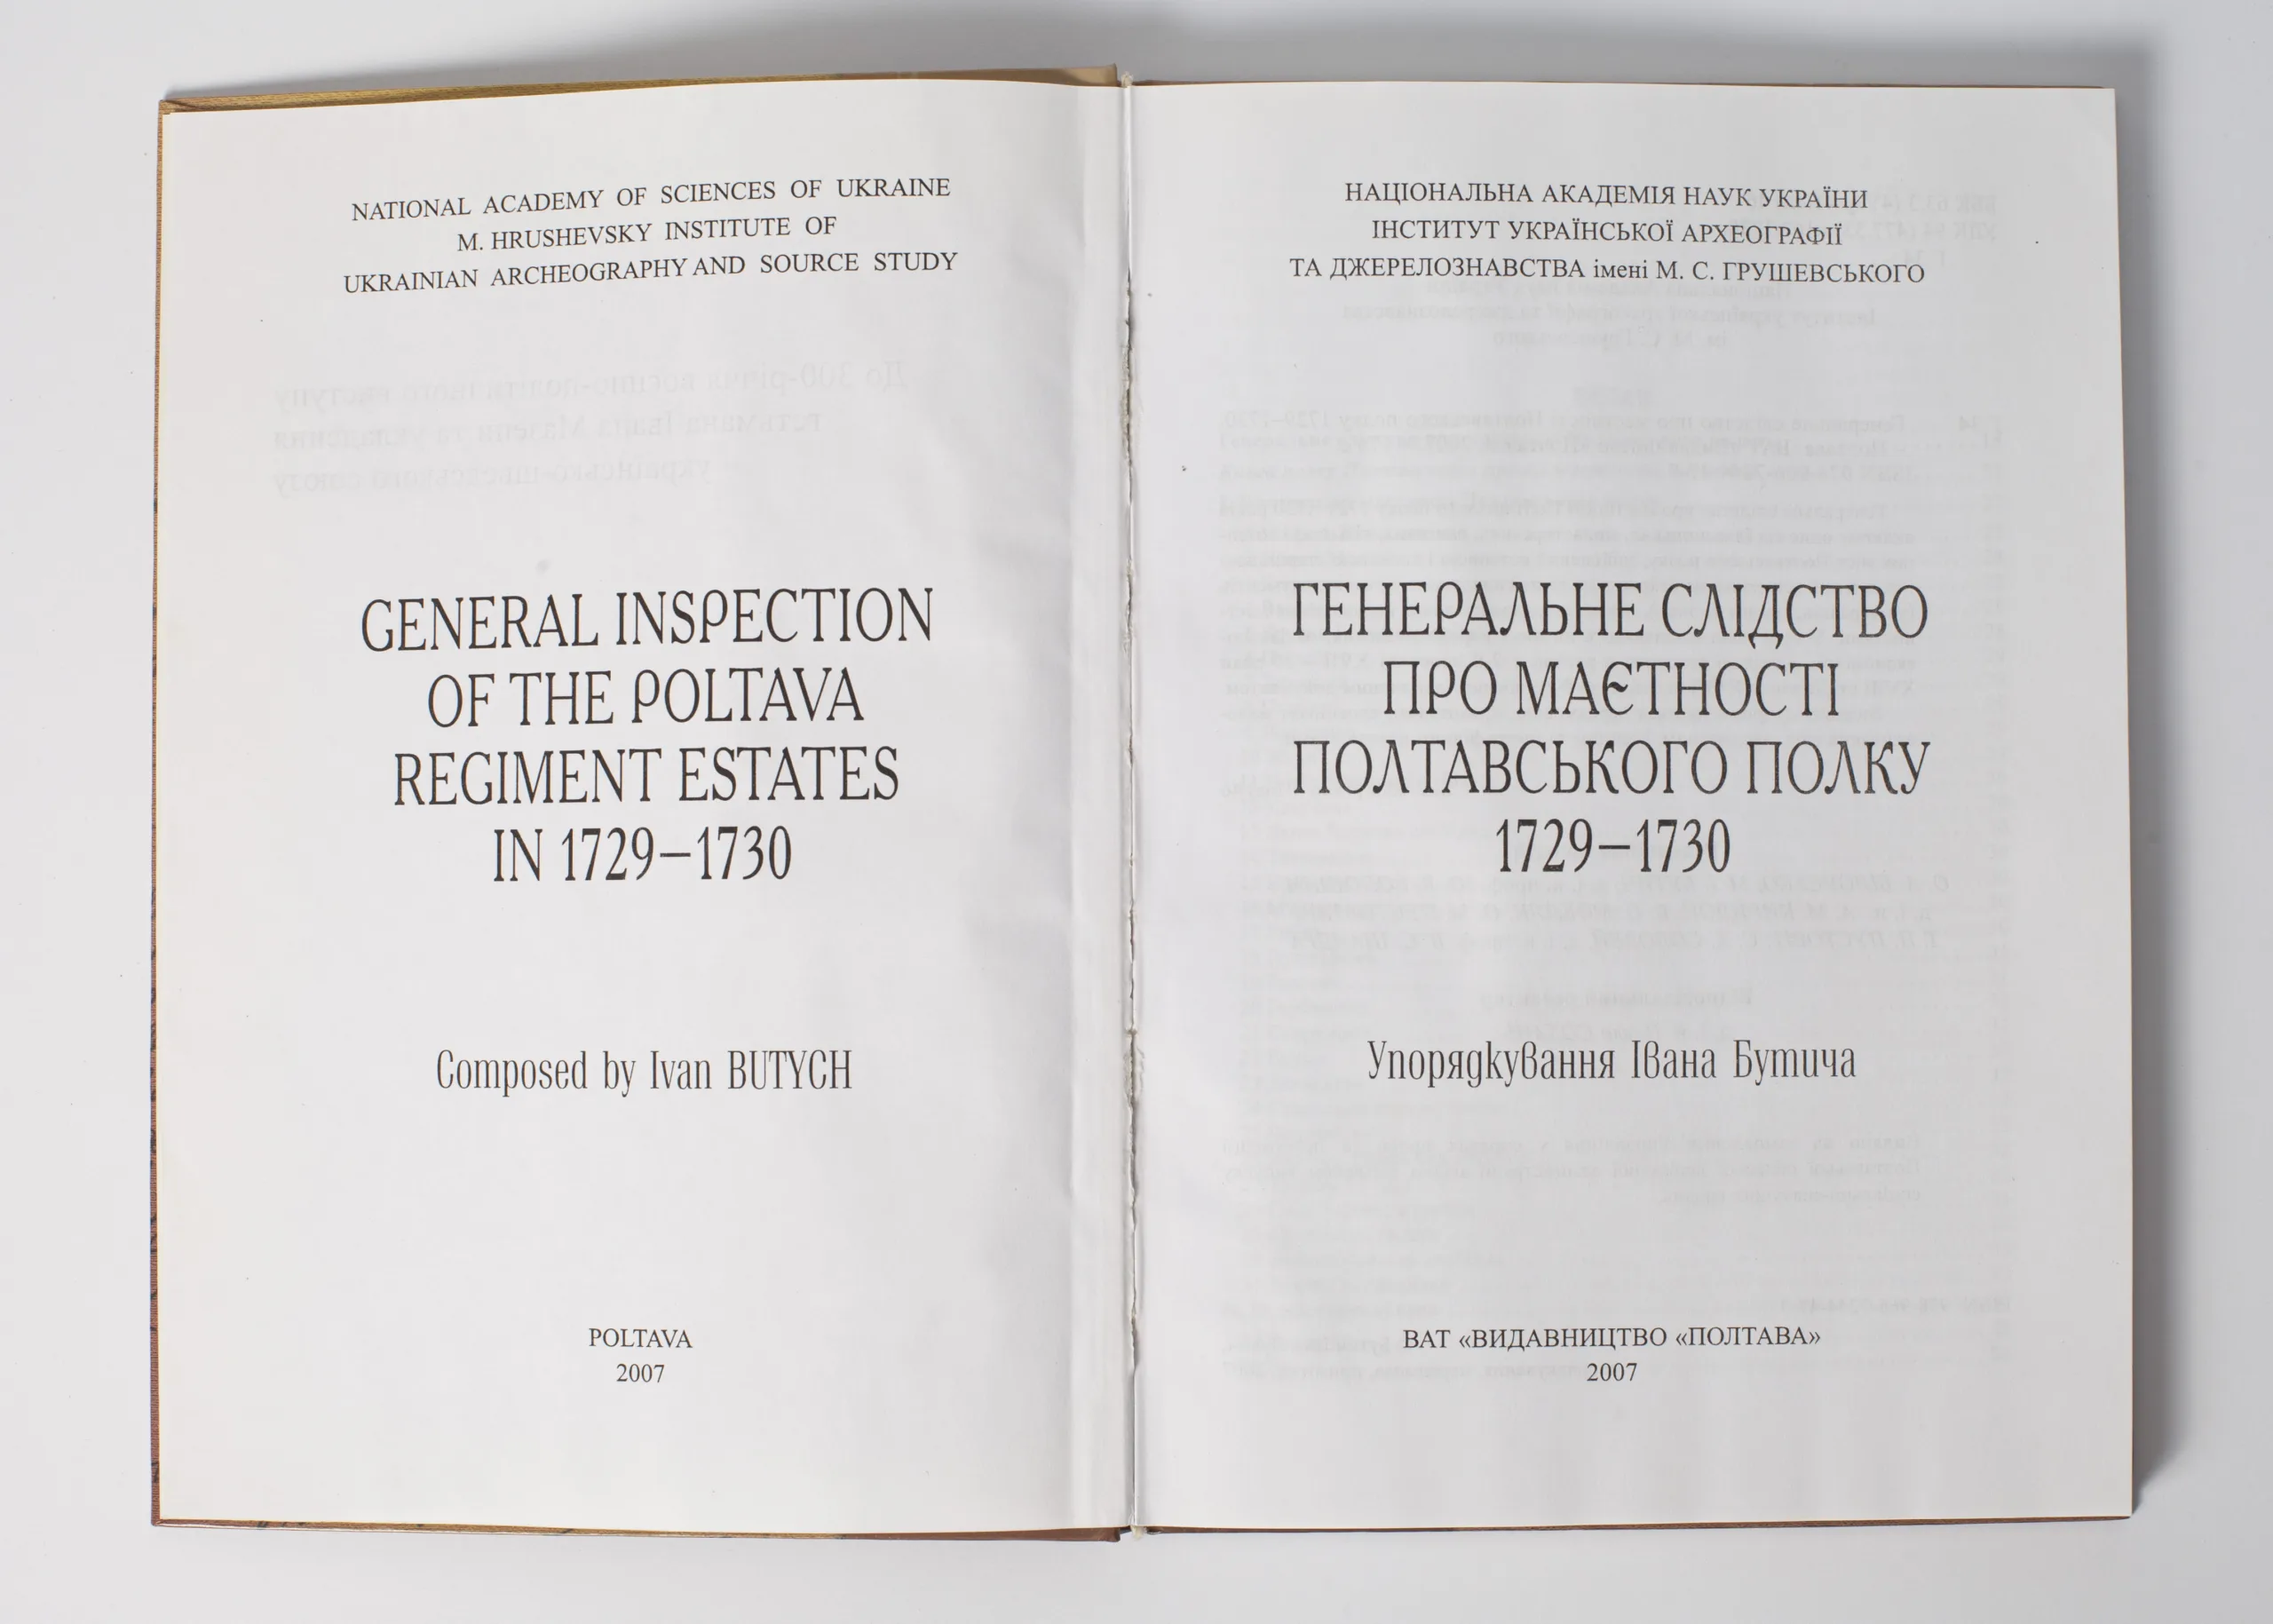 NATIONAL ACADEMY OF SCIENCES OF UKRAINE
M. HRUSHEVSKY INSTITUTE OF
UKRAINIAN ARCHEOGRAPHY AND SOURCE STUDY
GENERAL INSPECTION
OF THE POLTAVA
REGIMENT ESTATES
IN 1729–1730
Composed by Ivan BUTYCH
POLTAVA
2007
НАЦІОНАЛЬНА АКАДЕМІЯ НАУК УКРАЇНИ
ІНСТИТУТ УКРАЇНСЬКОЇ АРХЕОГРАФІЇ
ТА ДЖЕРЕЛОЗНАВСТВА імені М. С. ГРУШЕВСЬКОГО
ГЕНЕРАЛЬНЕ СЛІДСТВО
ПРО МАЄТНОСТІ
ПОЛТАВСЬКОГО ПОЛКУ
1729–1730
Упорядкування Івана Бутича
ВАТ «ВИДАВНИЦТВО «ПОЛТАВА»
2007